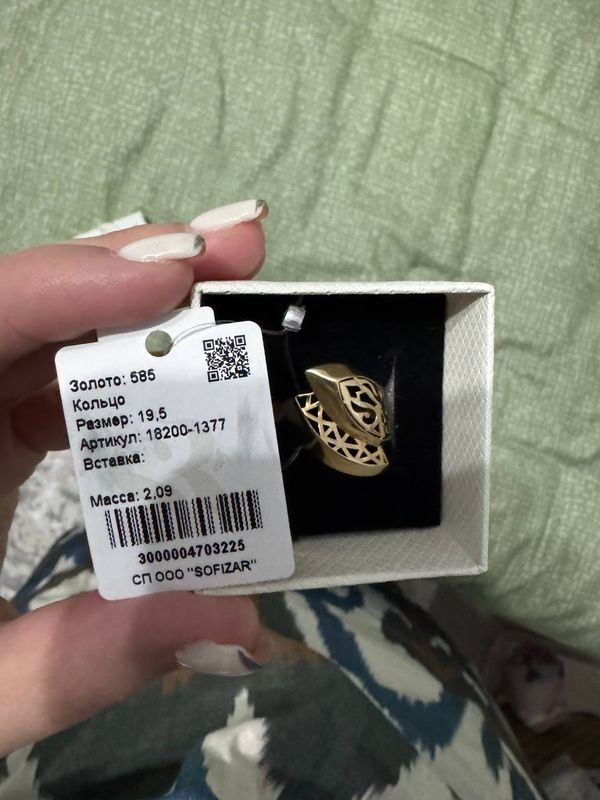 Золото: 585
Кольцо
Размер: 19,5
Артикул: 18200-1377
Вставка:
Масса: 2,09
3000004703225
СП ООО "SOFIZAR"